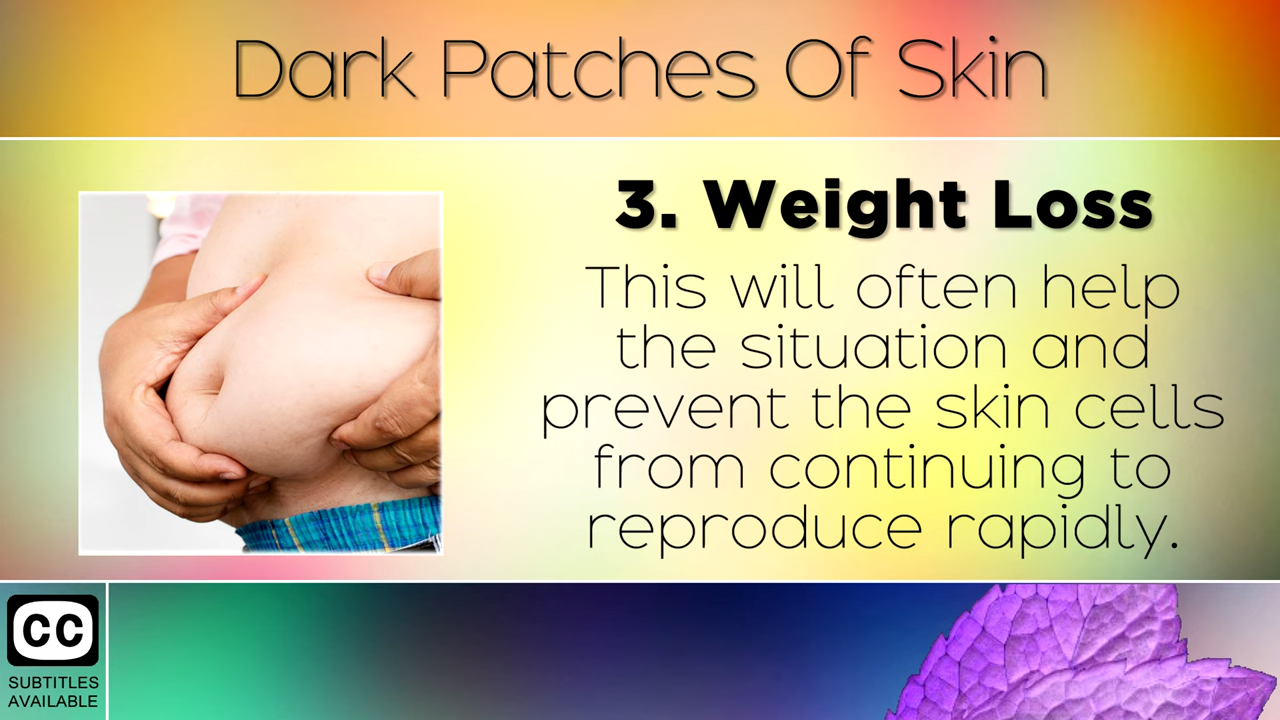 Dark Patches Of Skin
3. Weight Loss
This will often help
the situation and
prevent the skin cells
from continuing to
reproduce rapidly.
CC
SUBTITLES
AVAILABLE